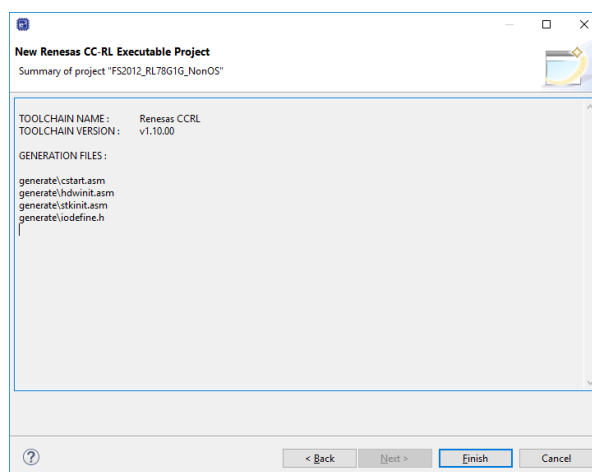 New Renesas CC-RL Executable Project
Summary of project "FS2012_RL78G1G_NonOS"
TOOLCHAIN NAME : Renesas CCRL
TOOLCHAIN VERSION : v1.10.00
GENERATION FILES :
generate\cstart.asm
generate\hdwinit.asm
generate\stkinit.asm
generate\iodefine.h
? < Back Next > Finish Cancel